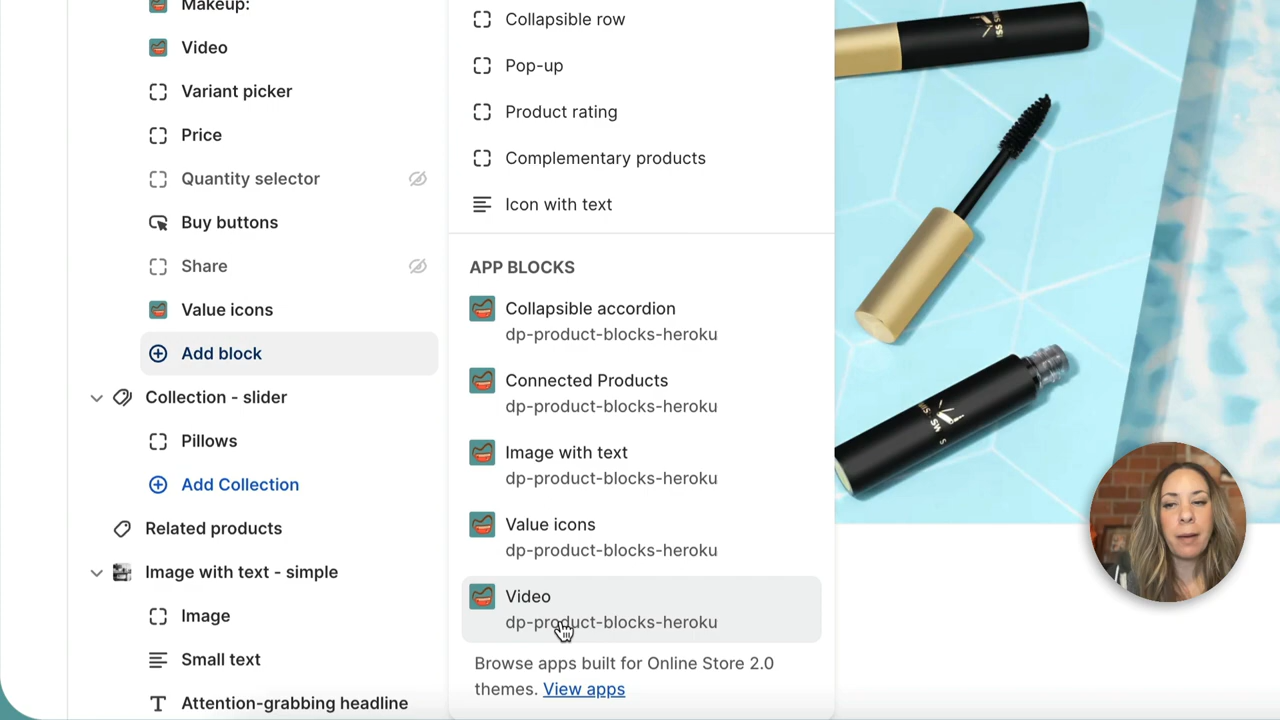 Makeup:
Video
Variant picker
Price
Quantity selector
Buy buttons
Share
Value icons
Add block
Collection - slider
Pillows
Add Collection
Related products
Image with text - simple
Image
Small text
Attention-grabbing headline
Collapsible row
Pop-up
Product rating
Complementary products
Icon with text
APP BLOCKS
Collapsible accordion
dp-product-blocks-heroku
Connected Products
dp-product-blocks-heroku
Image with text
dp-product-blocks-heroku
Value icons
dp-product-blocks-heroku
Video
dp-product-blocks-heroku
Browse apps built for Online Store 2.0
themes. View apps